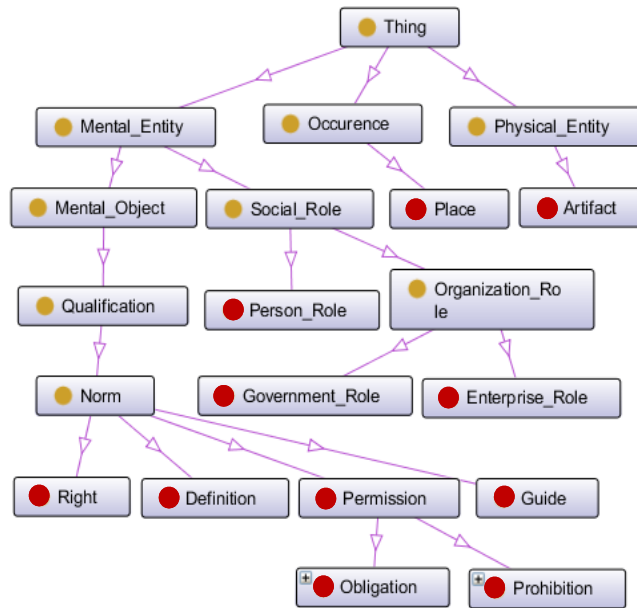 Thing
Mental_Entity
Occurence
Physical_Entity
Mental_Object
Social_Role
Place
Artifact
Qualification
Person_Role
Organization_Ro
le
Norm
Government_Role
Enterprise_Role
Right
Definition
Permission
Guide
Obligation
Prohibition